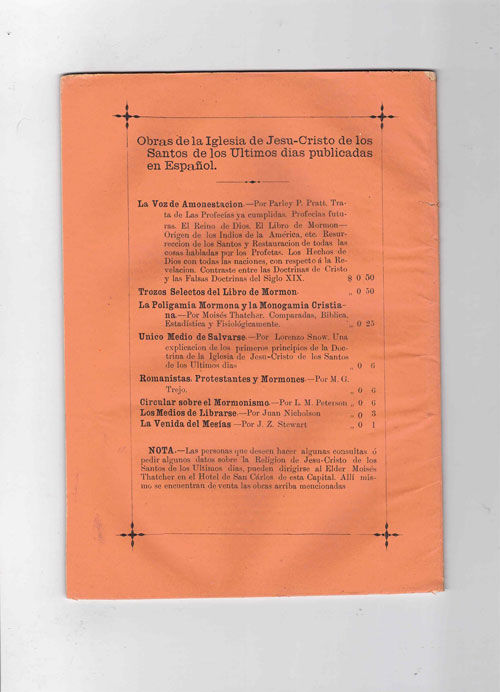 Obras de la Iglesia de Jesu-Cristo de los
Santos de los Ultimos dias publicadas
en Español.
La Voz de Amonestacion.—Por Parley P. Pratt. Tra-
ta de Las Profecías ya cumplidas. Profecias futu-
ras. El Reino de Dios. El Libro de Mormon—
Origen de los Indios de la América, etc. Resur-
reccion de los Santos y Restauracion de todas las
cosas habladas por los Profetas. Los Hechos de
Dios con todas las naciones, con respecto á la Re-
velacion. Contraste entre las Doctrinas de Cristo
y las Falsas Doctrinas del Siglo XIX. $ 0 50
Trozos Selectos del Libro de Mormon. „ 0 50
La Poligamia Mormona y la Monogamia Cristia-
na.—Por Moisés Thatcher. Comparadas, Bíblica,
Estadística y Fisiológicamente. „ 0 25
Unico Medio de Salvarse.—Por Lorenzo Snow. Una
explicacion de los primeros principios de la Doc-
trina de la Iglesia de Jesu-Cristo de los Santos
de los Ultimos dias „ 0 6
Romanistas, Protestantes y Mormones.—Por M. G.
Trejo. „ 0 6
Circular sobre el Mormonismo.—Por L. M. Peterson „ 0 6
Los Medios de Librarse.—Por Juan Nicholson „ 0 3
La Venida del Mesías—Por J. Z. Stewart „ 0 1
NOTA.—Las personas que deseen hacer algunas consultas ó
pedir algunos datos sobre la Religion de Jesu-Cristo de los
Santos de los Ultimos dias, pueden dirigirse al Elder Moisés
Thatcher en el Hotel de San Cárlos de esta Capital. Allí mis-
mo se encuentran de venta las obras arriba mencionadas